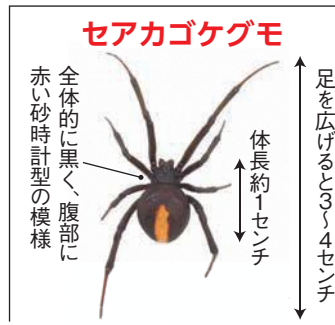 セアカゴケグモ
足を広げると3〜4センチ
体長約1センチ
全体的に黒く、腹部に
赤い砂時計型の模様